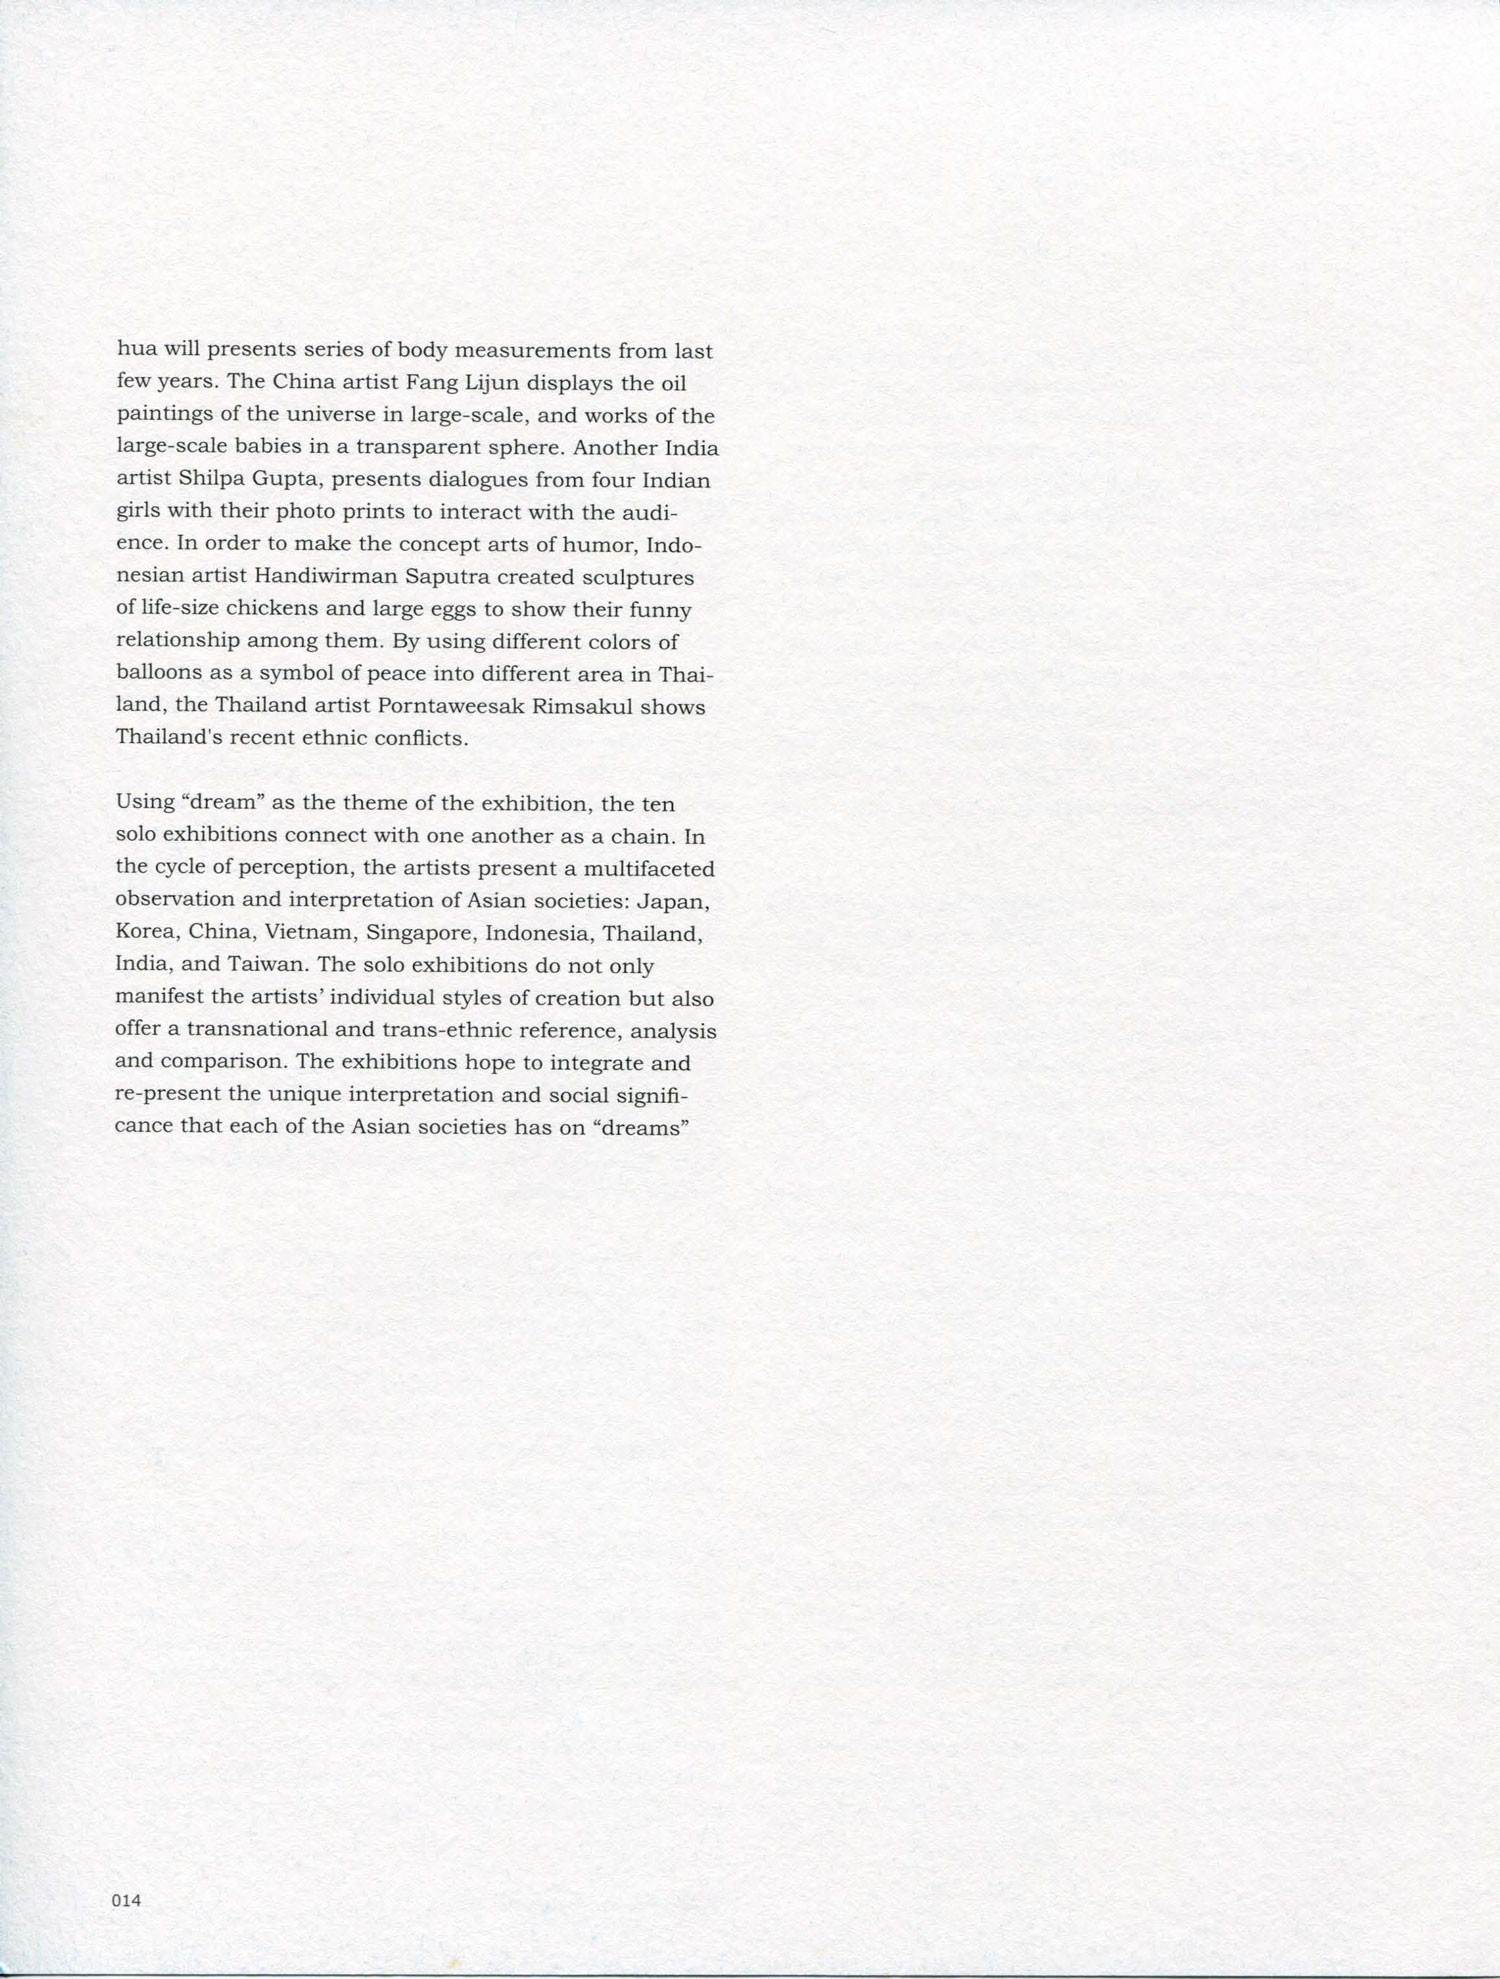 hua will presents series of body measurements from last
few years. The China artist Fang Lijun displays the oil
paintings of the universe in large-scale, and works of the
large-scale babies in a transparent sphere. Another India
artist Shilpa Gupta, presents dialogues from four Indian
girls with their photo prints to interact with the audi-
ence. In order to make the concept arts of humor, Indo-
nesian artist Handiwirman Saputra created sculptures
of life-size chickens and large eggs to show their funny
relationship among them. By using different colors of
balloons as a symbol of peace into different area in Thai-
land, the Thailand artist Porntaweesak Rimsakul shows
Thailand's recent ethnic conflicts.

Using “dream” as the theme of the exhibition, the ten
solo exhibitions connect with one another as a chain. In
the cycle of perception, the artists present a multifaceted
observation and interpretation of Asian societies: Japan,
Korea, China, Vietnam, Singapore, Indonesia, Thailand,
India, and Taiwan. The solo exhibitions do not only
manifest the artists’ individual styles of creation but also
offer a transnational and trans-ethnic reference, analysis
and comparison. The exhibitions hope to integrate and
re-present the unique interpretation and social signifi-
cance that each of the Asian societies has on “dreams”

014